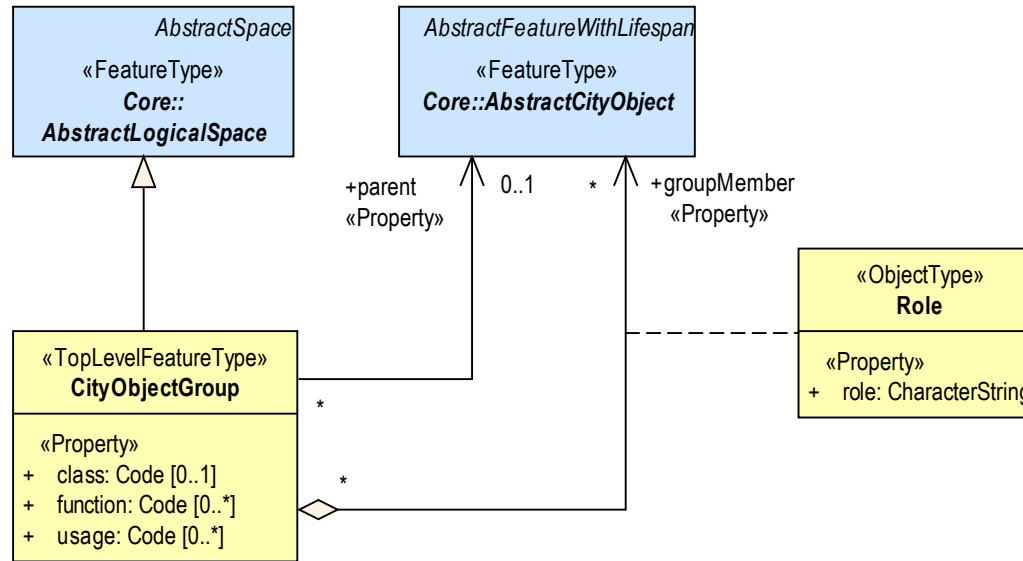 AbstractSpace
«FeatureType»
Core::
AbstractLogicalSpace
AbstractFeatureWithLifespan
«FeatureType»
Core::AbstractCityObject
+parent
«Property»
0..1
*
+groupMember
«Property»
«ObjectType»
Role
«Property»
+ role: CharacterString
«TopLevelFeatureType»
CityObjectGroup
«Property»
+ class: Code [0..1]
+ function: Code [0..*]
+ usage: Code [0..*]
*
*